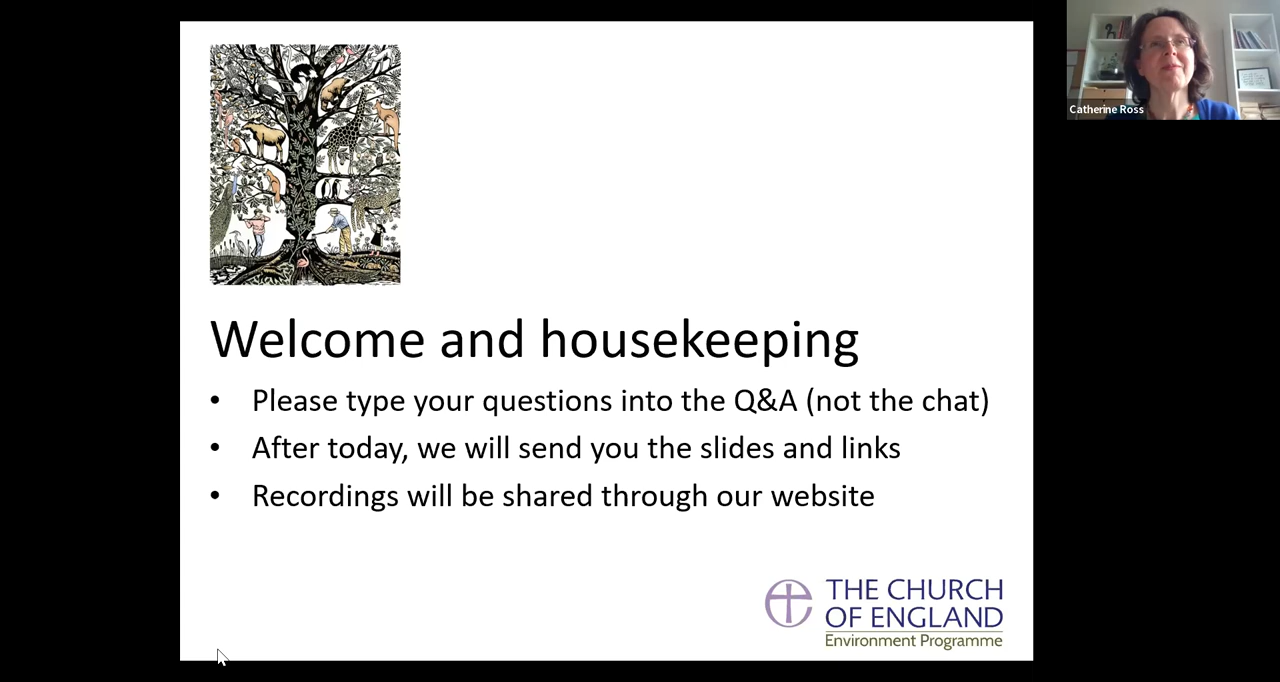 Catherine Ross
Welcome and housekeeping
• Please type your questions into the Q&A (not the chat)
• After today, we will send you the slides and links
• Recordings will be shared through our website
THE CHURCH
OF ENGLAND
Environment Programme